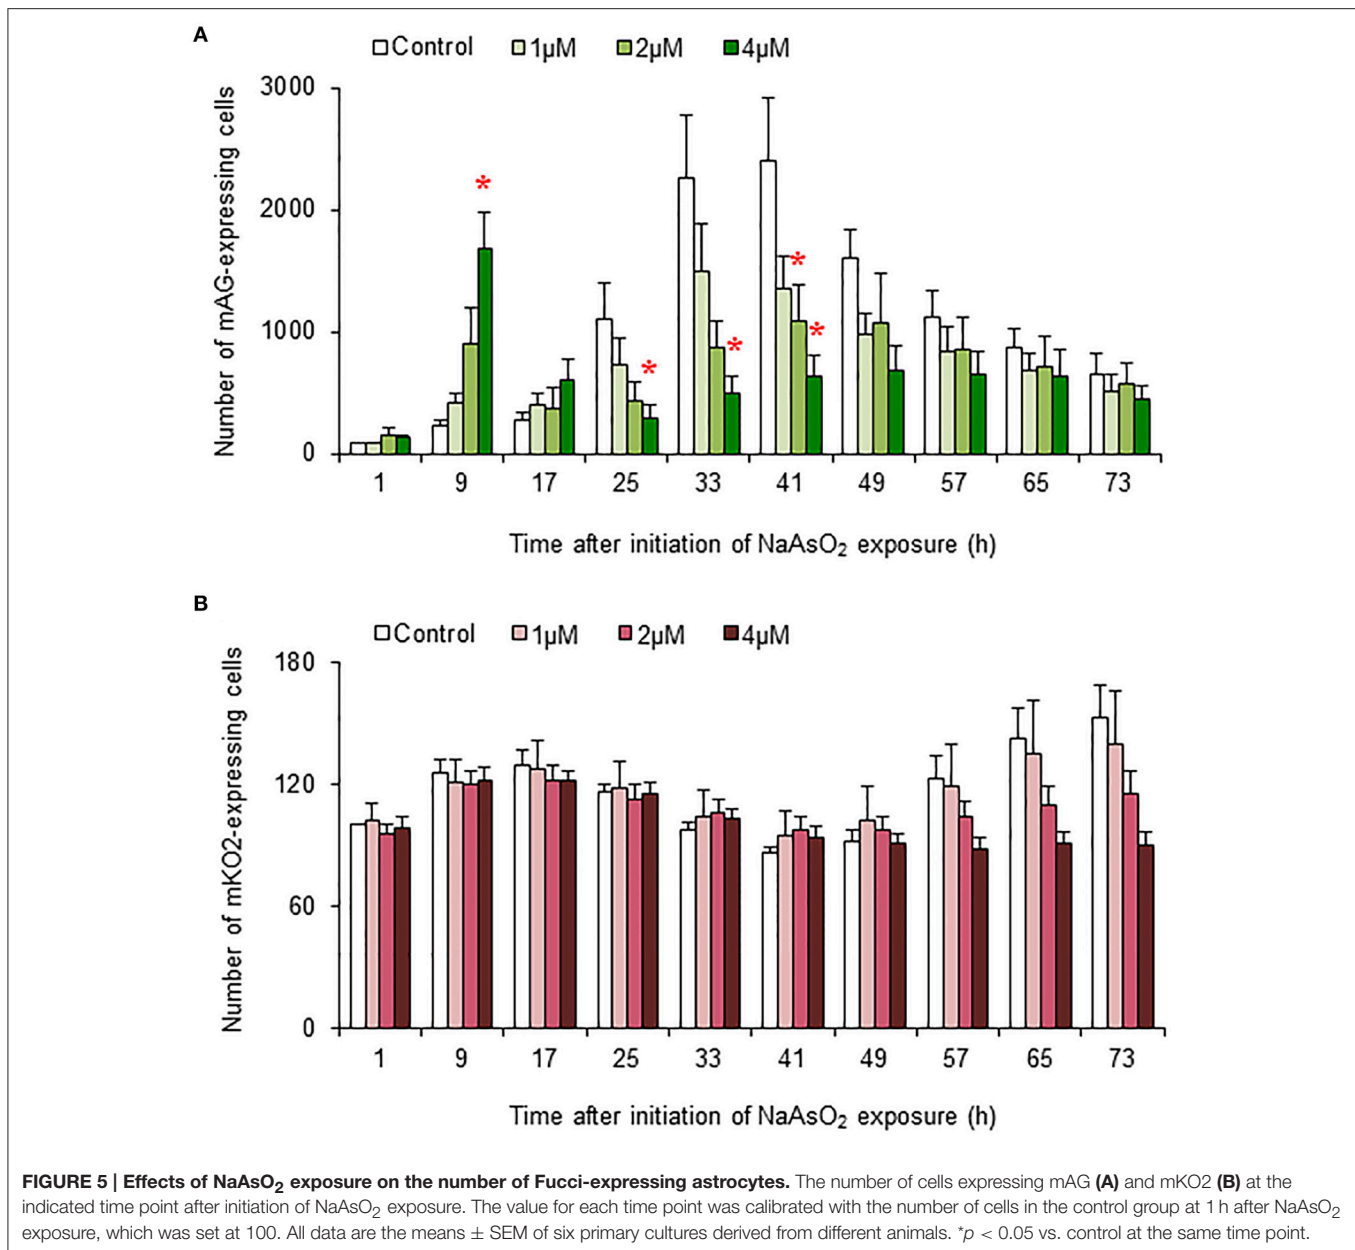 A
Control 1µM 2µM 4µM
Number of mAG-expressing cells
3000
2000
1000
0
*
*
*
*
*
1 9 17 25 33 41 49 57 65 73
Time after initiation of NaAsO₂ exposure (h)
B
Control 1µM 2µM 4µM
Number of mKO2-expressing cells
180
120
60
0
1 9 17 25 33 41 49 57 65 73
Time after initiation of NaAsO₂ exposure (h)
FIGURE 5 | Effects of NaAsO₂ exposure on the number of Fucci-expressing astrocytes. The number of cells expressing mAG (A) and mKO2 (B) at the
indicated time point after initiation of NaAsO₂ exposure. The value for each time point was calibrated with the number of cells in the control group at 1 h after NaAsO₂
exposure, which was set at 100. All data are the means ± SEM of six primary cultures derived from different animals. *p < 0.05 vs. control at the same time point.